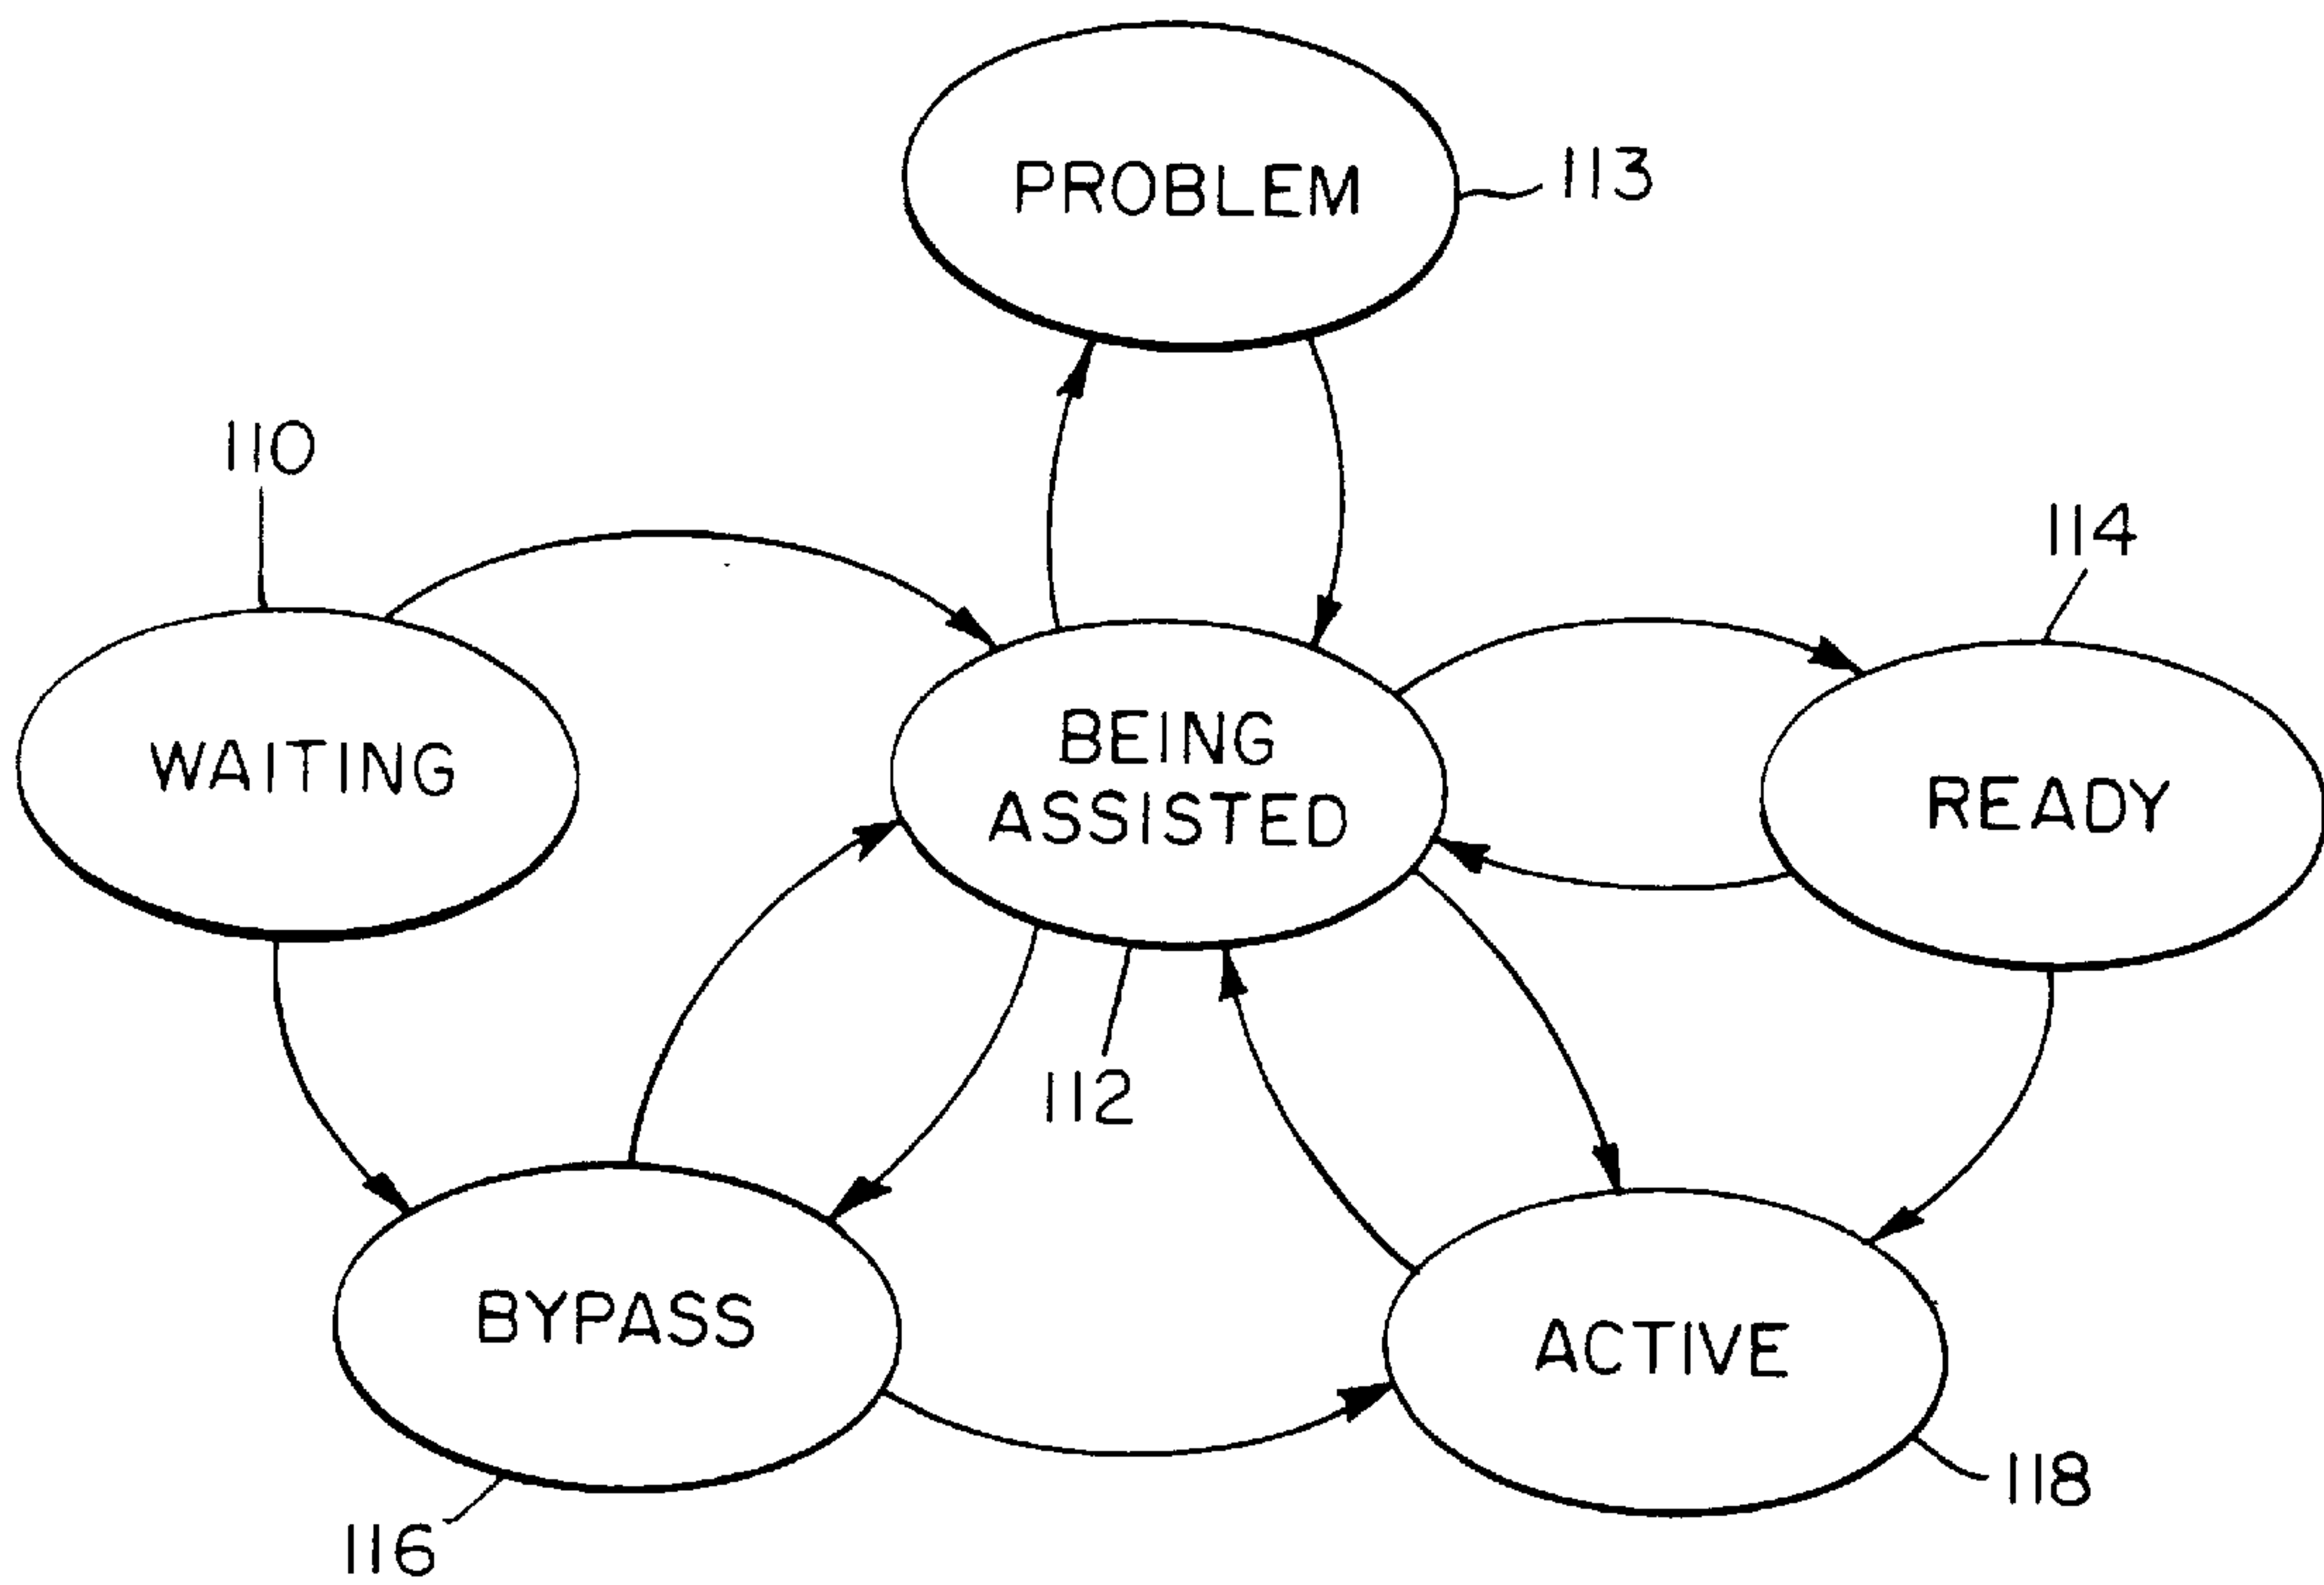 PROBLEM
113
110
114
WAITING
BEING
ASSISTED
READY
112
BYPASS
ACTIVE
118
116